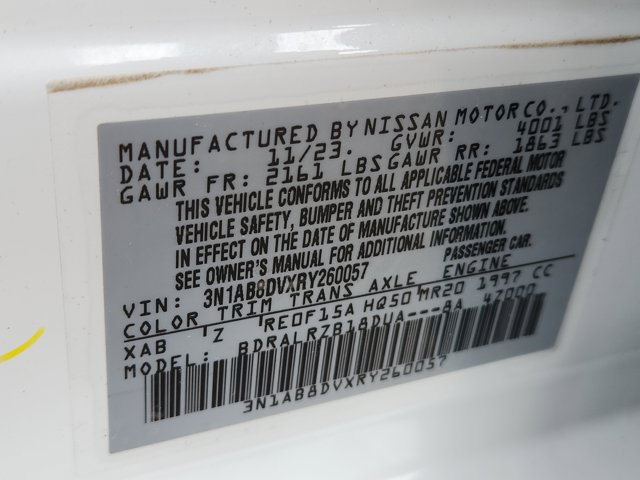 MANUFACTURED BY NISSAN MOTOR CO., LTD.
DATE: 11/23. GVWR: 4001 LBS
GAWR FR: 2161 LBS GAWR RR: 1863 LBS
THIS VEHICLE CONFORMS TO ALL APPLICABLE FEDERAL MOTOR
VEHICLE SAFETY, BUMPER AND THEFT PREVENTION STANDARDS
IN EFFECT ON THE DATE OF MANUFACTURE SHOWN ABOVE.
SEE OWNER'S MANUAL FOR ADDITIONAL INFORMATION.
VIN: 3N1AB8DVXRY260057 PASSENGER CAR.
COLOR TRIM TRANS AXLE ENGINE
XAB Z RE0F15A HQ50 MR20 1997 CC
MODEL: BDRALRZB18DUA---8A 4Z000
3N1AB8DVXRY260057